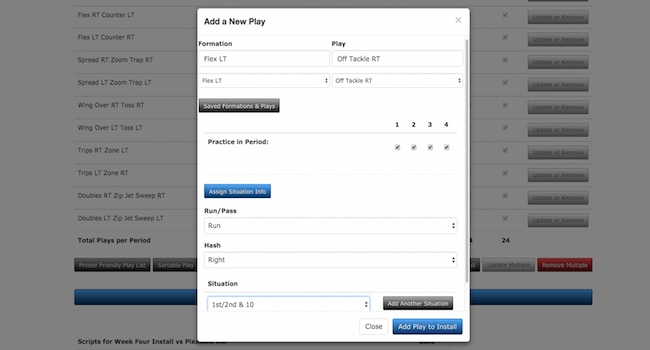 Add a New Play ×
Flex RT Counter LT Update or Remove
Flex LT Counter RT Update or Remove
Spread RT Zoom Trap RT Update or Remove
Spread LT Zoom Trap LT Update or Remove
Wing Over RT Toss RT Update or Remove
Wing Over LT Toss LT Update or Remove
Trips RT Zone LT Update or Remove
Trips LT Zone RT Update or Remove
Doubles RT Zip Jet Sweep RT Update or Remove
Doubles LT Zip Jet Sweep LT Update or Remove
Total Plays per Period 24
Printer Friendly Play List Sortable Play Update Multiple Remove Multiple
Formation Play
Flex LT Off Tackle RT
Flex LT Off Tackle RT
Saved Formations & Plays
1 2 3 4
Practice in Period:
Assign Situation Info
Run/Pass
Run
Hash
Right
Situation
1st/2nd & 10 Add Another Situation
Close Add Play to Install
Scripts for Week Four Install vs